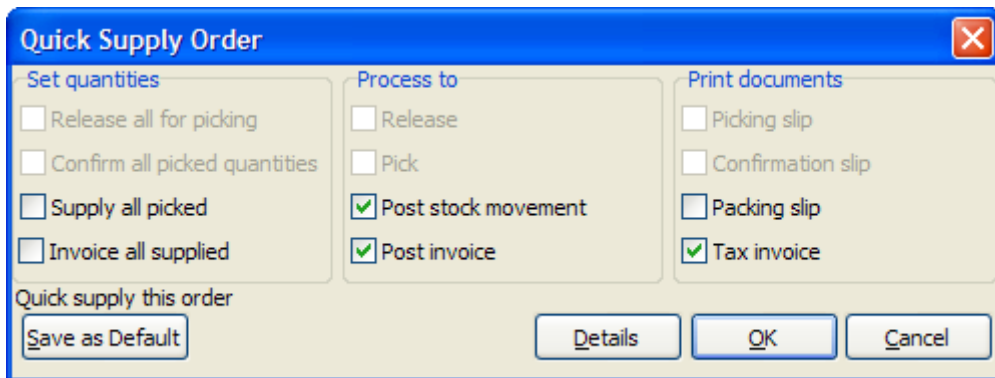 Quick Supply Order
Set quantities
Release all for picking
Confirm all picked quantities
Supply all picked
Invoice all supplied
Process to
Release
Pick
Post stock movement
Post invoice
Print documents
Picking slip
Confirmation slip
Packing slip
Tax invoice
Quick supply this order
Save as Default
Details
OK
Cancel